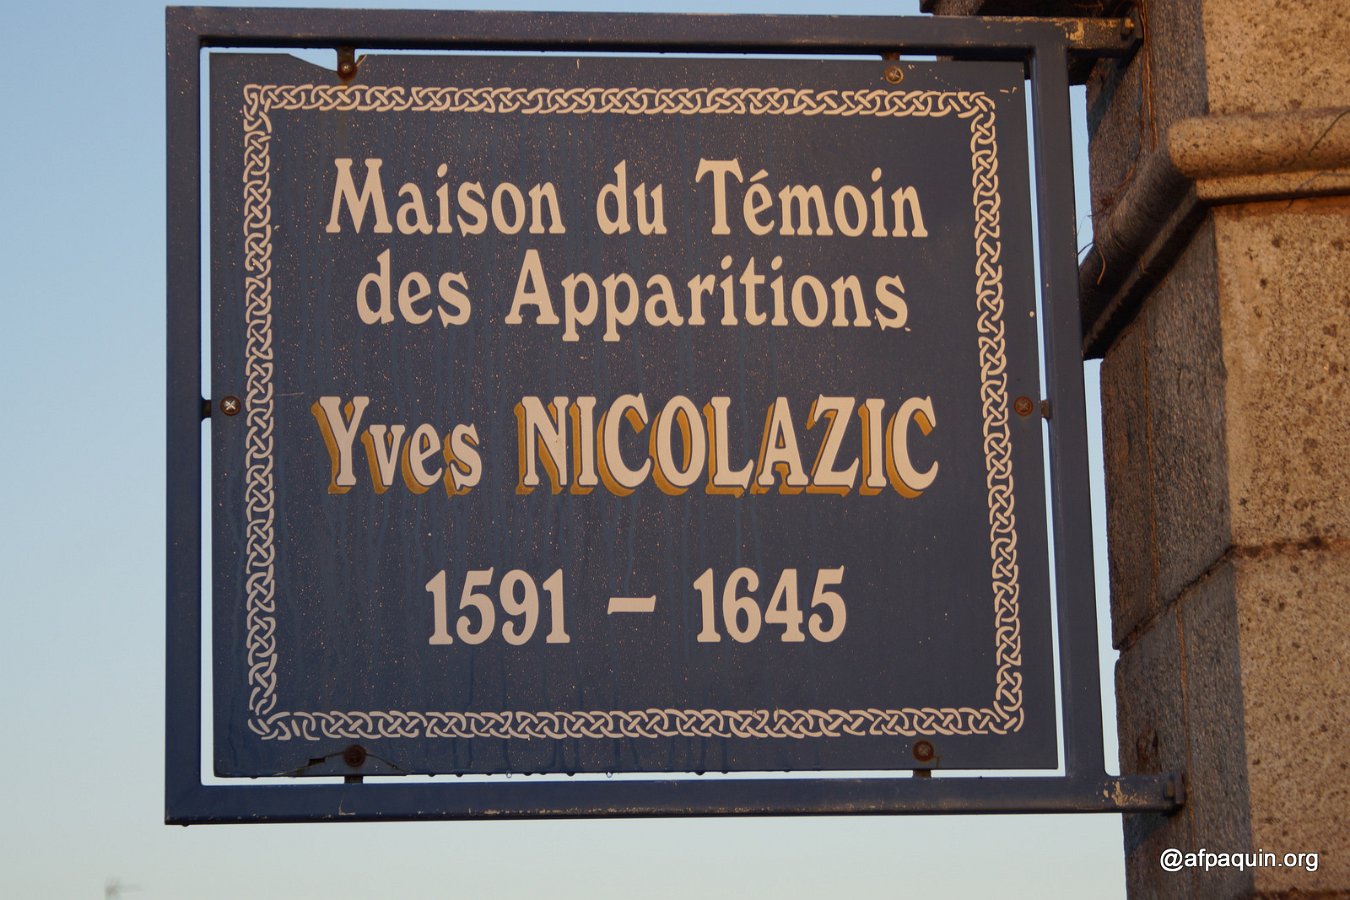 Maison du Témoin
des Apparitions
Yves NICOLAZIC
1591 – 1645
@afpaquin.org